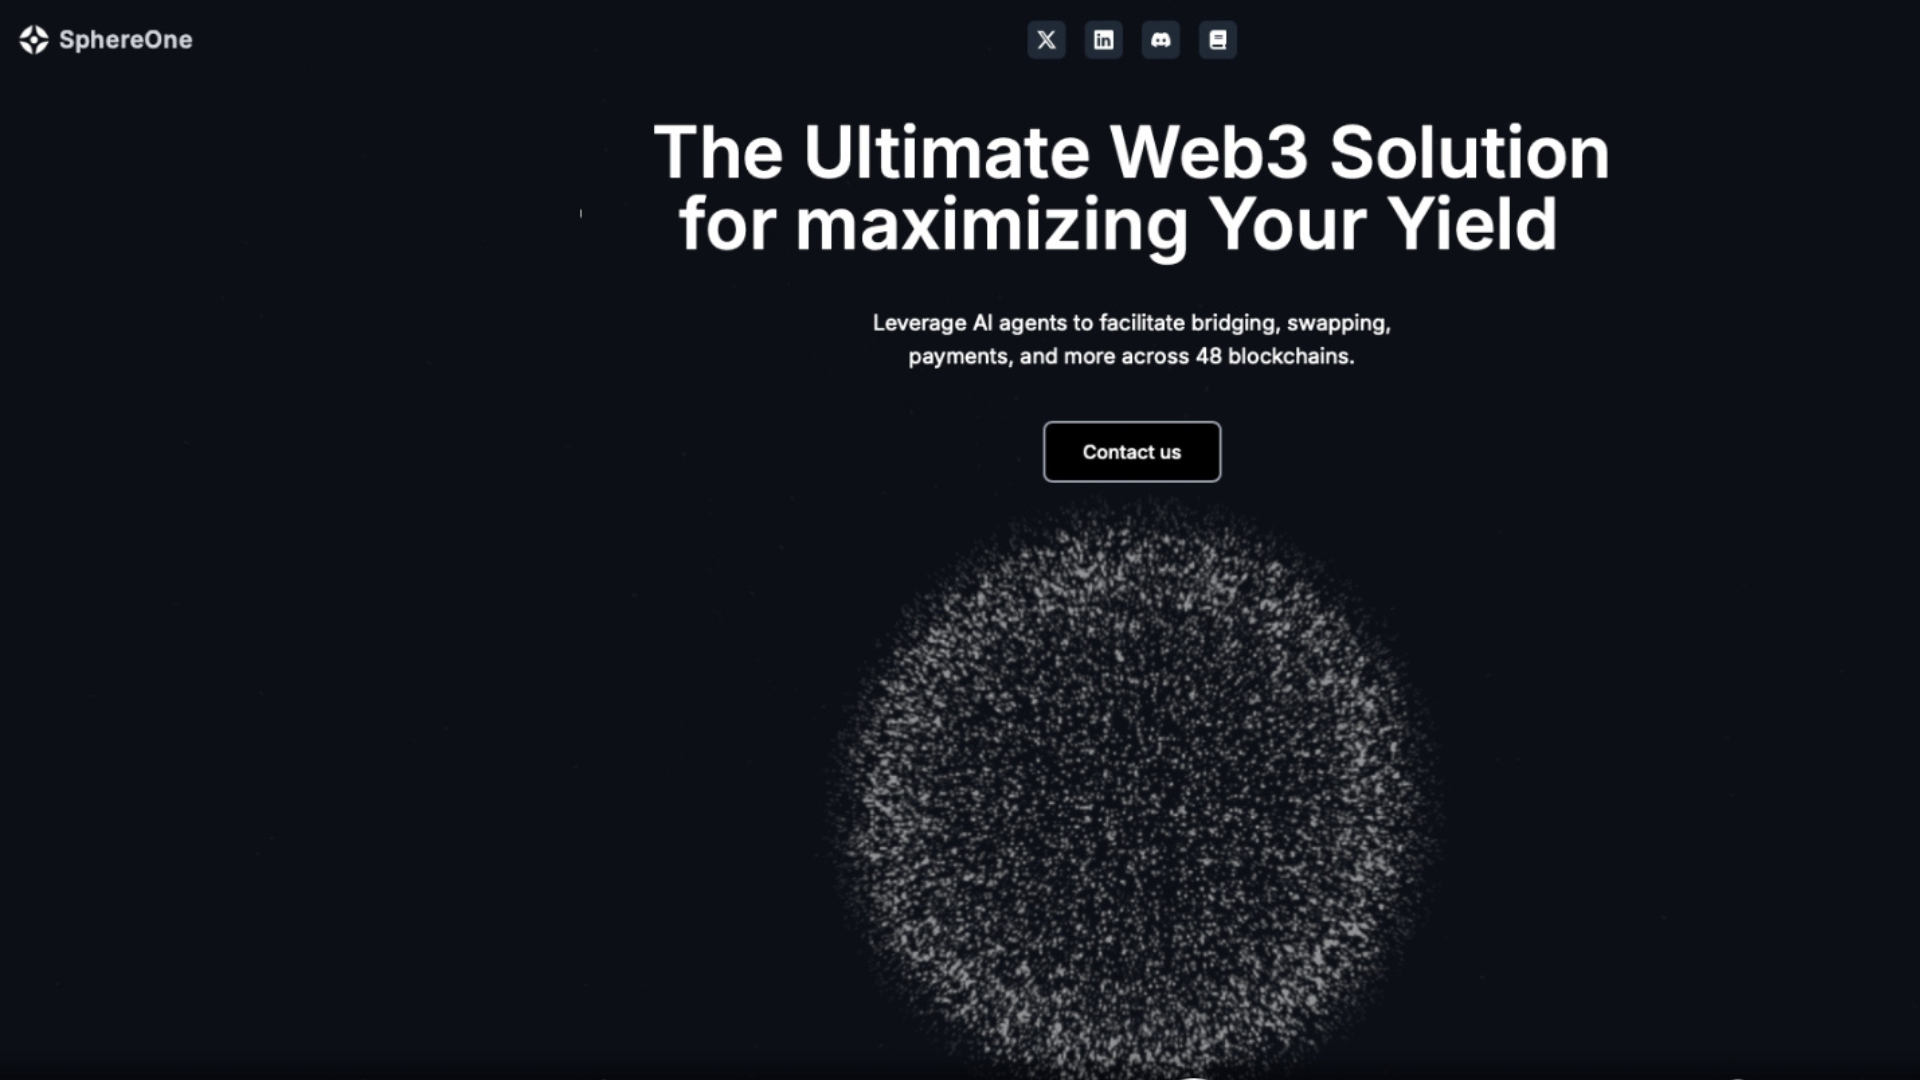 SphereOne
The Ultimate Web3 Solution
for maximizing Your Yield
Leverage AI agents to facilitate bridging, swapping,
payments, and more across 48 blockchains.
Contact us